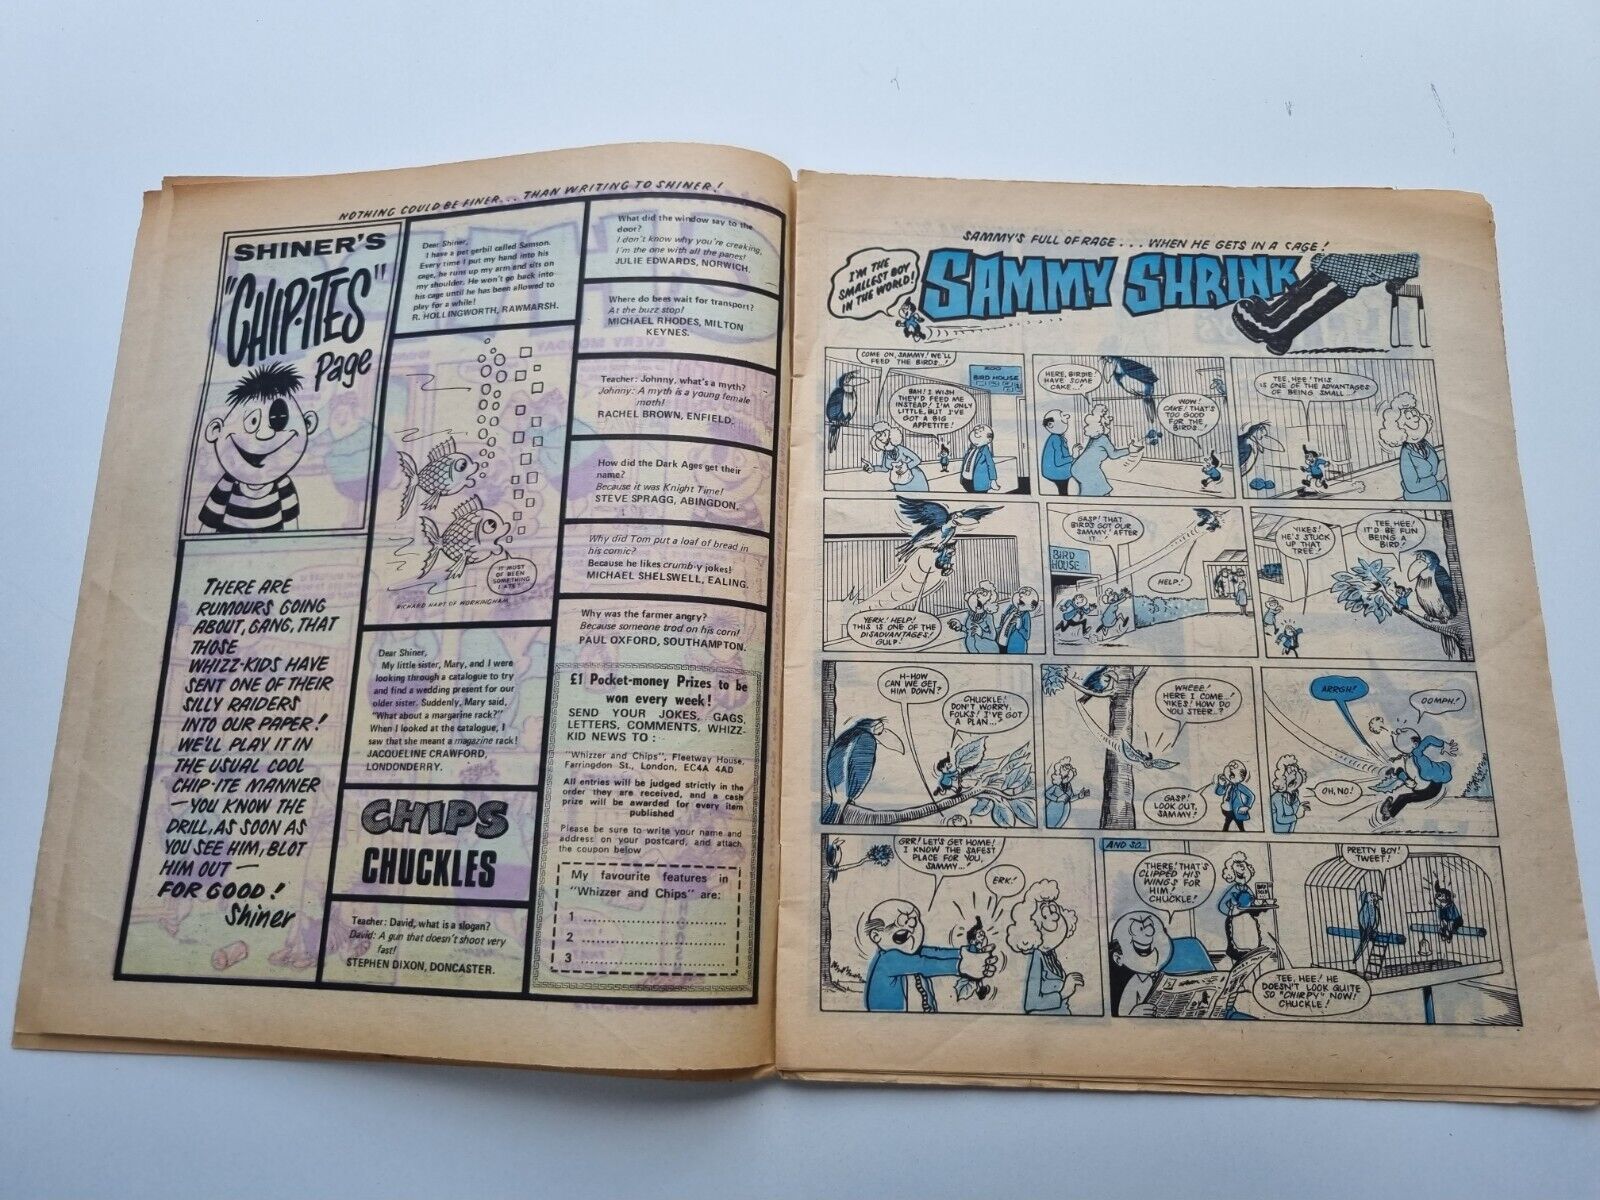 NOTHING COULD BE FINER... THAN WRITING TO SHINER!
SHINER'S
"CHIP-ITES"
Page
THERE ARE
RUMOURS GOING
ABOUT, GANG, THAT
THOSE
WHIZZ-KIDS HAVE
SENT ONE OF THEIR
SILLY RAIDERS
INTO OUR PAPER!
WE'LL PLAY IT IN
THE USUAL COOL
CHIP-ITE MANNER
— YOU KNOW THE
DRILL, AS SOON AS
YOU SEE HIM, BLOT
HIM OUT —
FOR GOOD!
Shiner
Dear Shiner,
I have a pet gerbil called Samson.
Every time I put my hand into his
cage, he runs up my arm and sits on
my shoulder. He won't go back into
his cage until he has been allowed to
play for a while!
R. HOLLINGWORTH, RAWMARSH.
IT MUST
OF BEEN
SOMETHING
I ATE!
RICHARD HART OF WORKINGHAM
Dear Shiner,
My little sister, Mary, and I were
looking through a catalogue to try
and find a wedding present for our
older sister. Suddenly, Mary said,
"What about a margarine rack?"
When I looked at the catalogue, I
saw that she meant a magazine rack!
JACQUELINE CRAWFORD,
LONDONDERRY.
CHIPS
CHUCKLES
Teacher: David, what is a slogan?
David: A gun that doesn't shoot very
fast!
STEPHEN DIXON, DONCASTER.
What did the window say to the
door?
I don't know why you're creaking,
I'm the one with all the panes!
JULIE EDWARDS, NORWICH.
Where do bees wait for transport?
At the buzz stop!
MICHAEL RHODES, MILTON
KEYNES.
Teacher: Johnny, what's a myth?
Johnny: A myth is a young female
moth!
RACHEL BROWN, ENFIELD.
How did the Dark Ages get their
name?
Because it was Knight Time!
STEVE SPRAGG, ABINGDON.
Why did Tom put a loaf of bread in
his comic?
Because he likes crumb-y jokes!
MICHAEL SHELSWELL, EALING.
Why was the farmer angry?
Because someone trod on his corn!
PAUL OXFORD, SOUTHAMPTON.
£1 Pocket-money Prizes to be
won every week!
SEND YOUR JOKES, GAGS,
LETTERS, COMMENTS, WHIZZ-
KID NEWS TO:
"Whizzer and Chips", Fleetway House,
Farringdon St., London, EC4A 4AD
All entries will be judged strictly in the
order they are received, and a cash
prize will be awarded for every item
published
Please be sure to write your name and
address on your postcard, and attach
the coupon below
My favourite features in
"Whizzer and Chips" are:
1
2
3
SAMMY'S FULL OF RAGE... WHEN HE GETS IN A CAGE!
I'M THE
SMALLEST BOY
IN THE WORLD!
SAMMY SHRINK
COME ON, SAMMY! WE'LL
FEED THE BIRDS..!
BIRD HOUSE
BAH! I WISH
THEY'D FEED ME
INSTEAD! I'M ONLY
LITTLE, BUT I'VE
GOT A BIG
APPETITE!
HERE, BIRDIE!
HAVE SOME
CAKE..!
WOW!
CAKE! THAT'S
TOO GOOD
FOR THE
BIRDS..!
TEE, HEE! THIS
IS ONE OF THE ADVANTAGES
OF BEING SMALL..!
YERK! HELP!
THIS IS ONE OF THE
DISADVANTAGES!
GULP!
GASP! THAT
BIRD'S GOT OUR
SAMMY! AFTER
IT..!
BIRD
HOUSE
HELP!
YIKES!
HE'S STUCK
UP THAT
TREE!
TEE, HEE!
IT'D BE FUN
BEING A
BIRD!
H-HOW
CAN WE GET
HIM DOWN?
CHUCKLE!
DON'T WORRY,
FOLKS! I'VE GOT
A PLAN...!
WHEEE!
HERE I COME..!
YIKES! HOW DO
YOU STEER..?
GASP!
LOOK OUT,
SAMMY!
ARRGH!
OOMPH!
OH, NO!
GRR! LET'S GET HOME!
I KNOW THE SAFEST
PLACE FOR YOU,
SAMMY...
ERK!
AND SO...
THERE! THAT'S
CLIPPED HIS
WINGS FOR
HIM!
CHUCKLE!
PRETTY BOY!
TWEET!
TEE, HEE! HE
DOESN'T LOOK QUITE
SO "CHIRPY" NOW!
CHUCKLE!